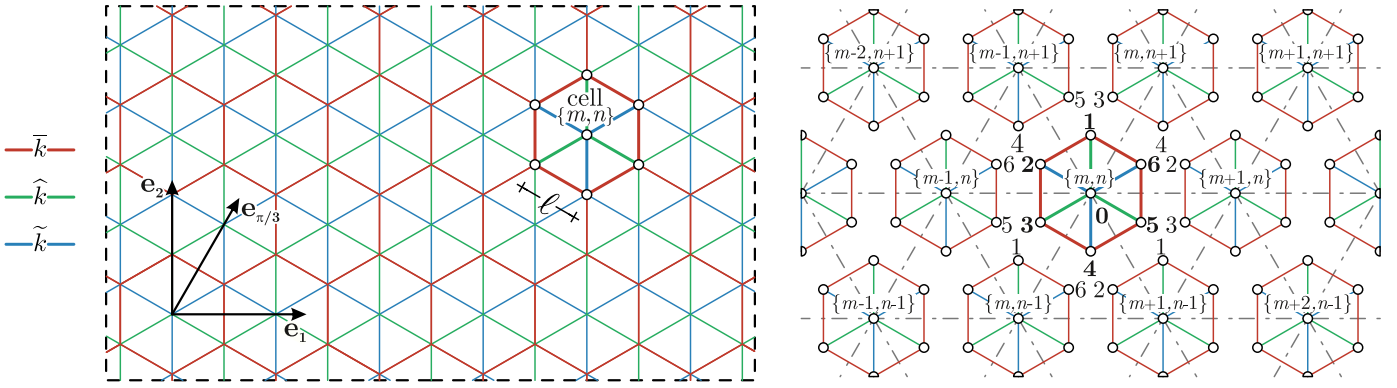 k̅
k̂
k̃
e₂
e_π/3
e₁
cell
{m,n}
ℓ
{m-2,n+1}
{m-1,n+1}
{m,n+1}
{m+1,n+1}
5 3
1
4 4
6 2 6 2
{m-1,n}
{m,n}
{m+1,n}
0
5 3 5 3
1 4 1
6 2
{m-1,n-1}
{m,n-1}
{m+1,n-1}
{m+2,n-1}